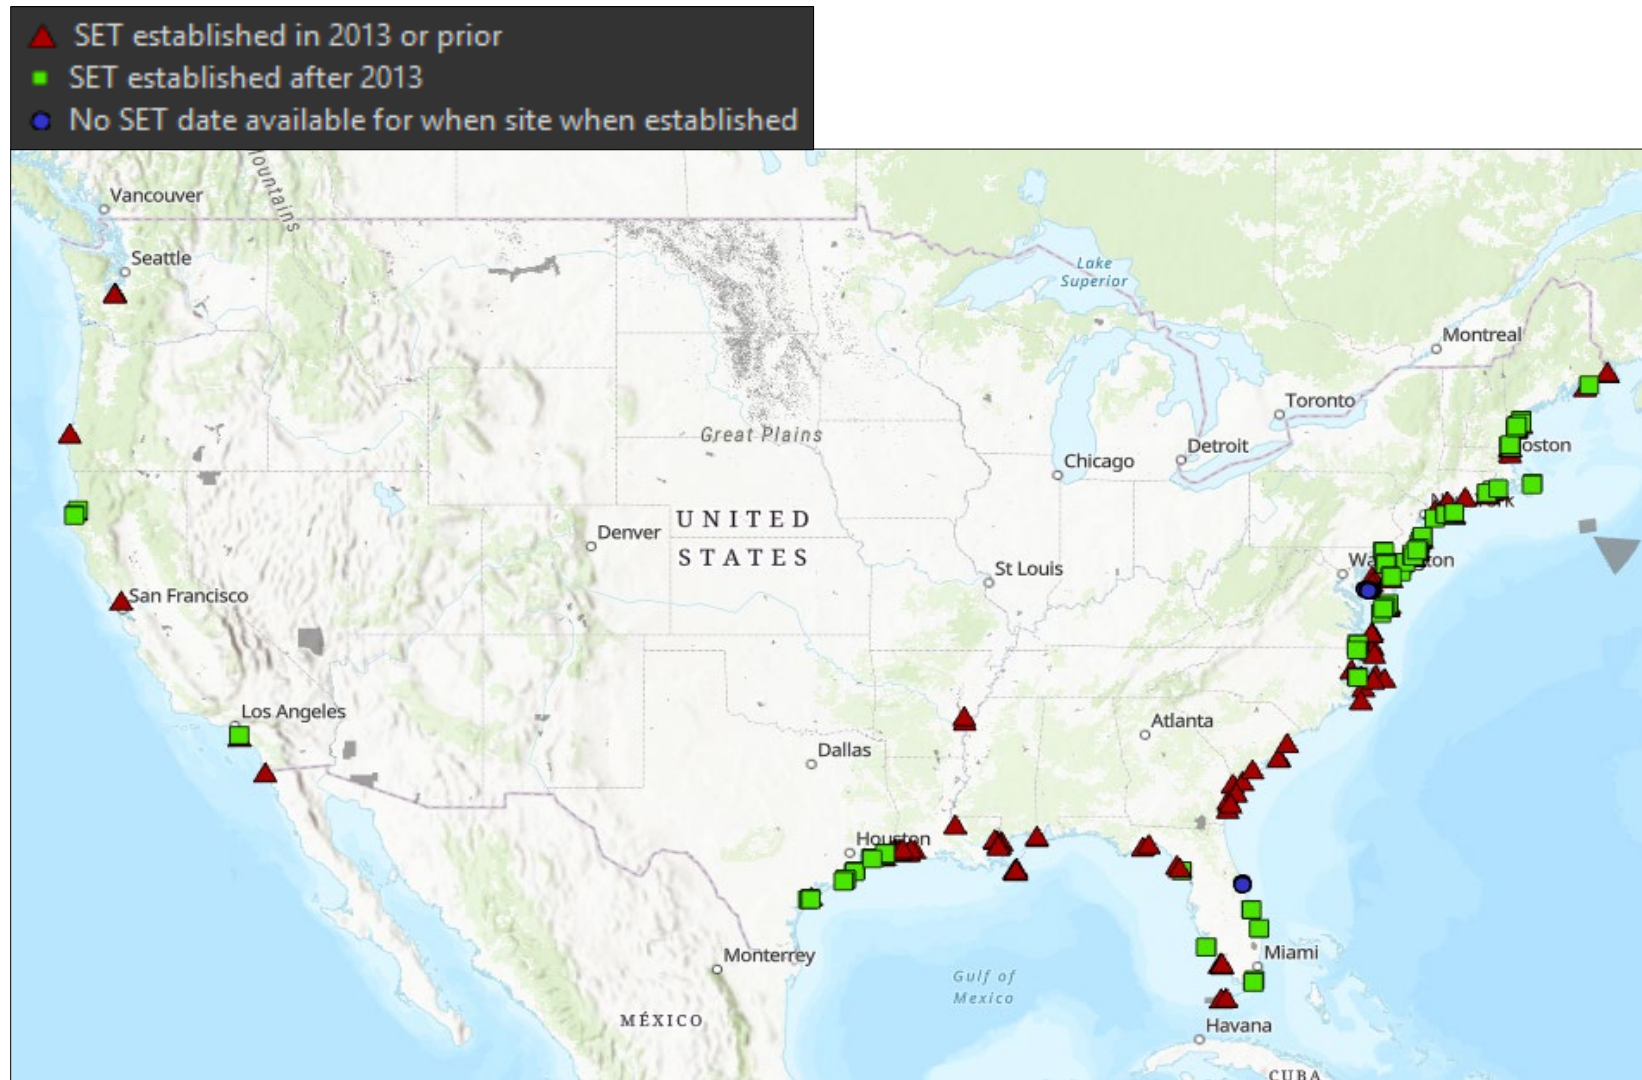 SET established in 2013 or prior
SET established after 2013
No SET date available for when site when established
ountains
Vancouver
Seattle
Lake
Superior
Montreal
Toronto
Great Plains
Detroit
oston
Chicago
UNITED
STATES
Denver
St Louis
San Francisco
Los Angeles
Atlanta
Dallas
Houston
Monterrey
Miami
Gulf of
Mexico
MÉXICO
Havana
CUBA